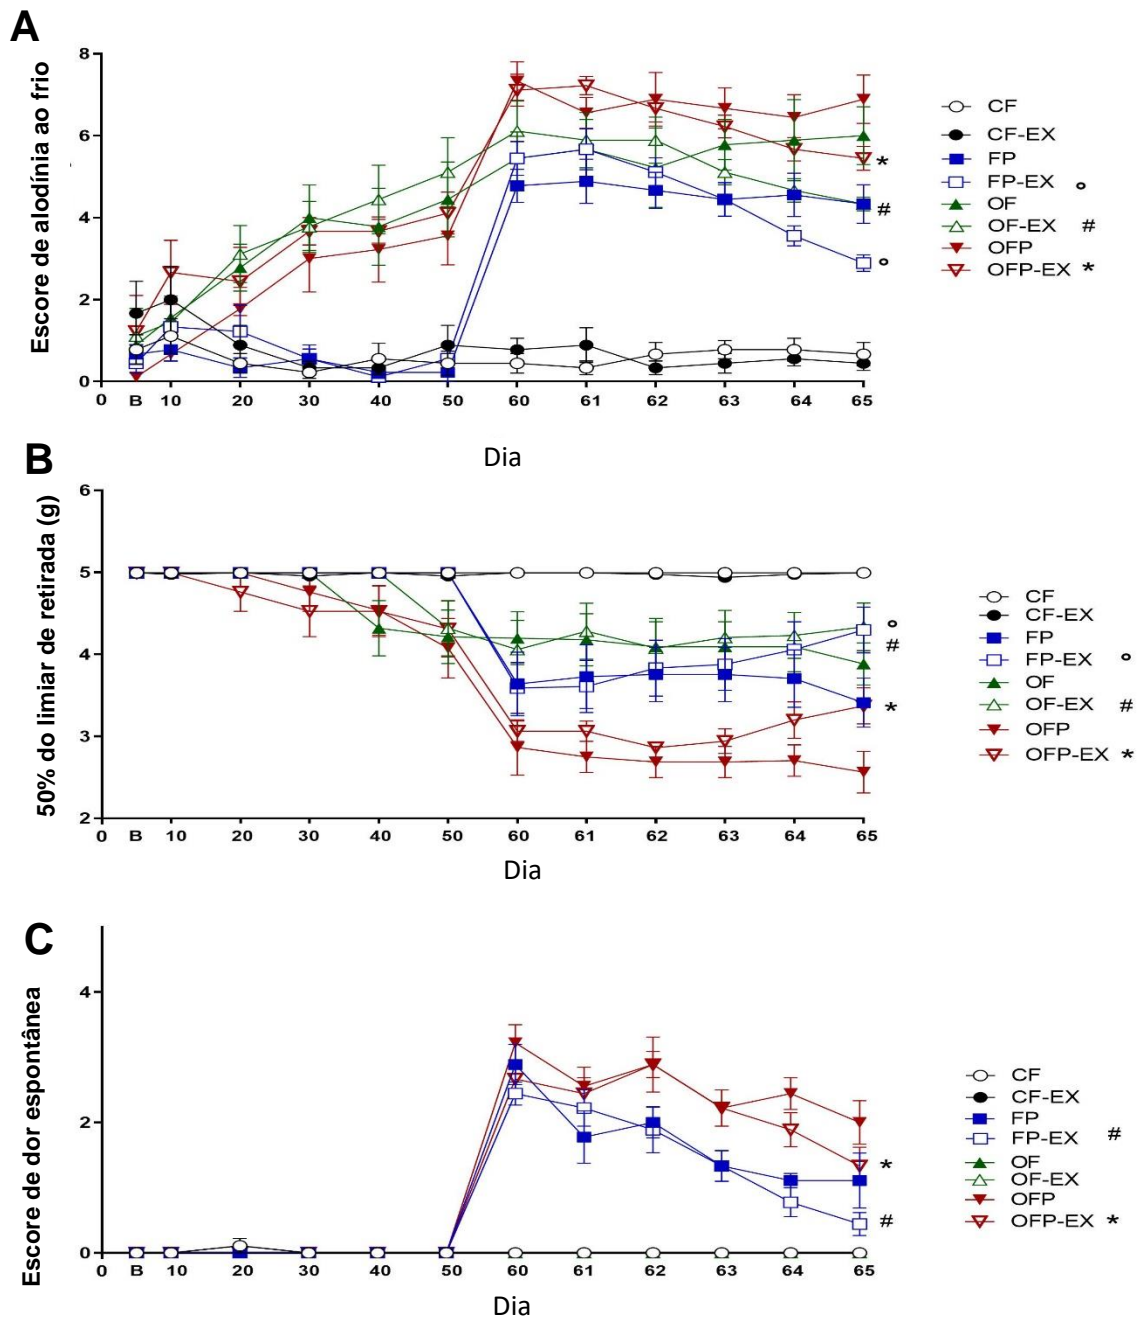 A
Escore de alodínia ao frio
8
6
4
2
0
0 B 10 20 30 40 50 60 61 62 63 64 65
Dia
*
#
°
CF
CF-EX
FP
FP-EX °
OF
OF-EX #
OFP
OFP-EX *
B
50% do limiar de retirada (g)
6
5
4
3
2
0 B 10 20 30 40 50 60 61 62 63 64 65
Dia
°
#
*
CF
CF-EX
FP
FP-EX °
OF
OF-EX #
OFP
OFP-EX *
C
Escore de dor espontânea
4
2
0
0 B 10 20 30 40 50 60 61 62 63 64 65
Dia
*
#
CF
CF-EX
FP
FP-EX #
OF
OF-EX
OFP
OFP-EX *